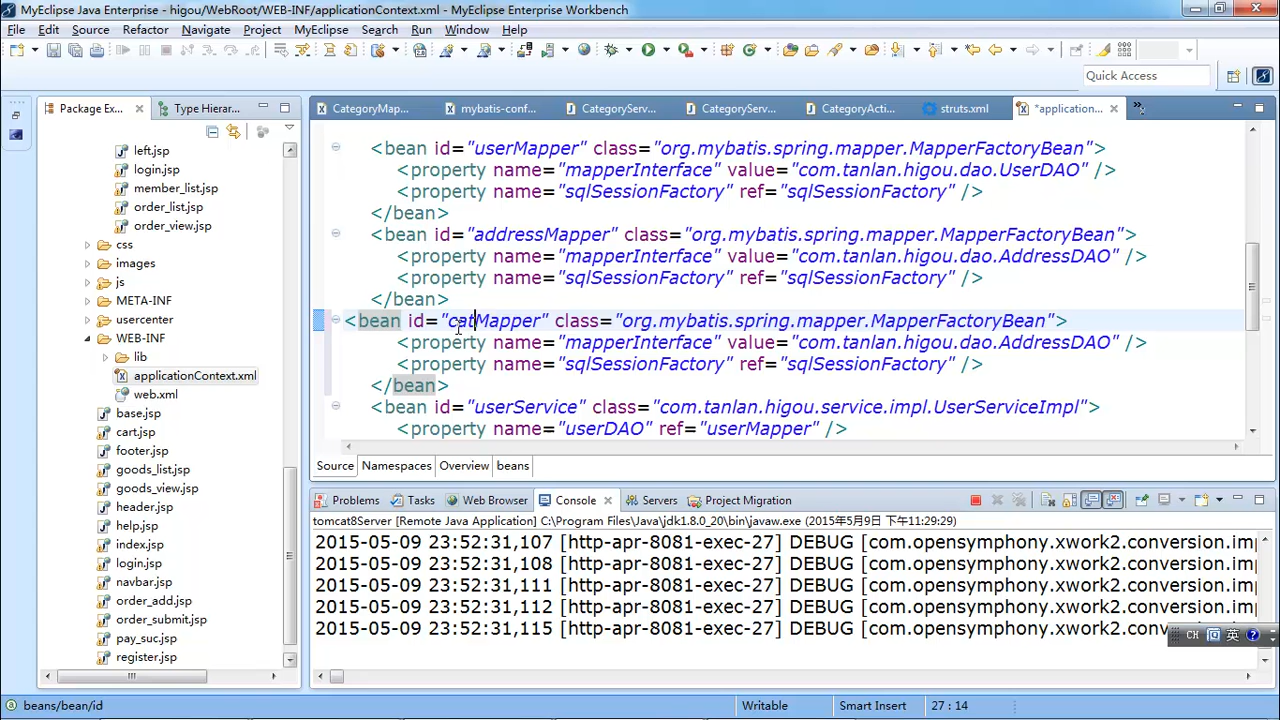 MyEclipse Java Enterprise - higou/WebRoot/WEB-INF/applicationContext.xml - MyEclipse Enterprise Workbench
File Edit Source Refactor Navigate Project MyEclipse Search Run Window Help
Quick Access
Package Ex... Type Hierar...
left.jsp
login.jsp
member_list.jsp
order_list.jsp
order_view.jsp
css
images
js
META-INF
usercenter
WEB-INF
lib
applicationContext.xml
web.xml
base.jsp
cart.jsp
footer.jsp
goods_list.jsp
goods_view.jsp
header.jsp
help.jsp
index.jsp
login.jsp
navbar.jsp
order_add.jsp
order_submit.jsp
pay_suc.jsp
register.jsp
CategoryMap... mybatis-conf... CategoryServ... CategoryServ... CategoryActi... struts.xml *application...
<bean id="userMapper" class="org.mybatis.spring.mapper.MapperFactoryBean">
<property name="mapperInterface" value="com.tanlan.higou.dao.UserDAO" />
<property name="sqlSessionFactory" ref="sqlSessionFactory" />
</bean>
<bean id="addressMapper" class="org.mybatis.spring.mapper.MapperFactoryBean">
<property name="mapperInterface" value="com.tanlan.higou.dao.AddressDAO" />
<property name="sqlSessionFactory" ref="sqlSessionFactory" />
</bean>
<bean id="catMapper" class="org.mybatis.spring.mapper.MapperFactoryBean">
<property name="mapperInterface" value="com.tanlan.higou.dao.AddressDAO" />
<property name="sqlSessionFactory" ref="sqlSessionFactory" />
</bean>
<bean id="userService" class="com.tanlan.higou.service.impl.UserServiceImpl">
<property name="userDAO" ref="userMapper" />
Source Namespaces Overview beans
Problems Tasks Web Browser Console Servers Project Migration
tomcat8Server [Remote Java Application] C:\Program Files\Java\jdk1.8.0_20\bin\javaw.exe (2015年5月9日 下午11:29:29)
2015-05-09 23:52:31,107 [http-apr-8081-exec-27] DEBUG [com.opensymphony.xwork2.conversion.im
2015-05-09 23:52:31,108 [http-apr-8081-exec-27] DEBUG [com.opensymphony.xwork2.conversion.im
2015-05-09 23:52:31,111 [http-apr-8081-exec-27] DEBUG [com.opensymphony.xwork2.conversion.im
2015-05-09 23:52:31,112 [http-apr-8081-exec-27] DEBUG [com.opensymphony.xwork2.conversion.im
2015-05-09 23:52:31,115 [http-apr-8081-exec-27] DEBUG [com.opensymphony.xwork2.conversion.im
CH 英
beans/bean/id Writable Smart Insert 27 : 14